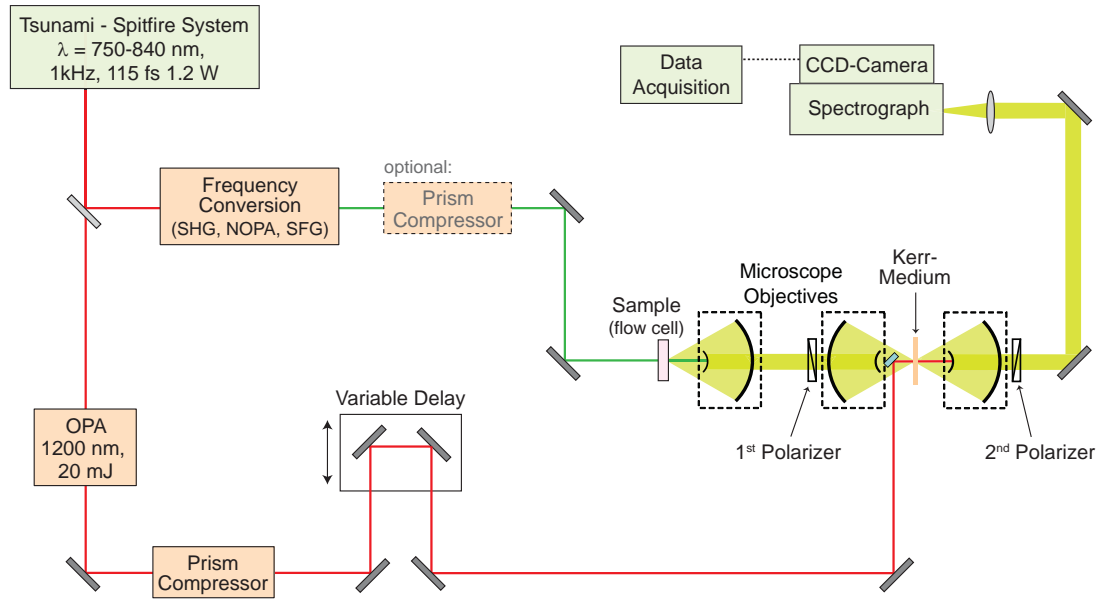 Tsunami - Spitfire System
λ = 750-840 nm,
1kHz, 115 fs 1.2 W
Data
Acquisition
CCD-Camera
Spectrograph
Frequency
Conversion
(SHG, NOPA, SFG)
optional:
Prism
Compressor
Kerr-
Medium
Microscope
Objectives
Sample
(flow cell)
Variable Delay
OPA
1200 nm,
20 mJ
1st Polarizer
2nd Polarizer
Prism
Compressor